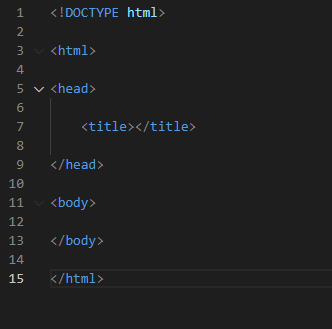 1 <!DOCTYPE html>
2
3 <html>
4
5 <head>
6
7 <title></title>
8
9 </head>
10
11 <body>
12
13 </body>
14
15 </html>